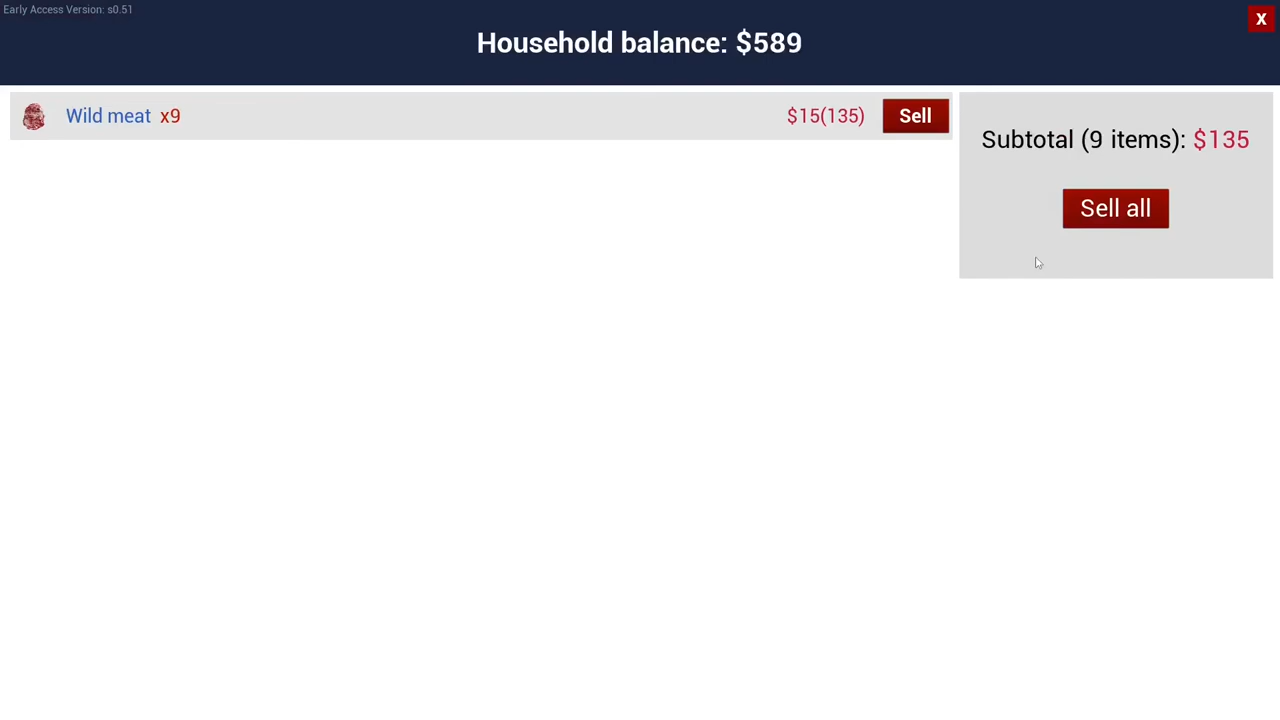 Early Access Version: s0.51
Household balance: $589
X
Wild meat x9 $15(135) Sell
Subtotal (9 items): $135
Sell all